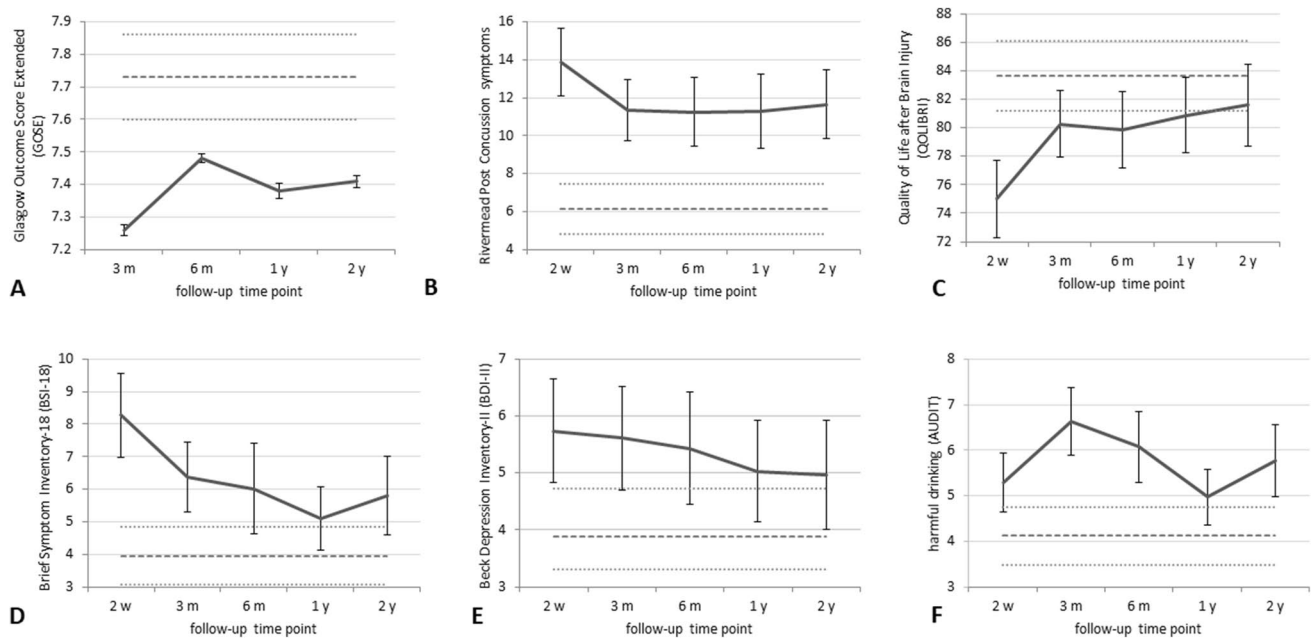 Glasgow Outcome Score Extended
(GOSE)
7.9
7.8
7.7
7.6
7.5
7.4
7.3
7.2
3 m 6 m 1 y 2 y
follow-up time point
A
Rivermead Post Concussion symptoms
16
14
12
10
8
6
4
2 w 3 m 6 m 1 y 2 y
follow-up time point
B
Quality of Life after Brain Injury
(QOLIBRI)
88
86
84
82
80
78
76
74
72
2 w 3 m 6 m 1 y 2 y
follow-up time point
C
Brief Symptom Inventory-18 (BSI-18)
10
9
8
7
6
5
4
3
2 w 3 m 6 m 1 y 2 y
follow-up time point
D
Beck Depression Inventory-II (BDI-II)
7
6
5
4
3
2 w 3 m 6 m 1 y 2 y
follow-up time point
E
harmful drinking (AUDIT)
8
7
6
5
4
3
2 w 3 m 6 m 1 y 2 y
follow-up time point
F